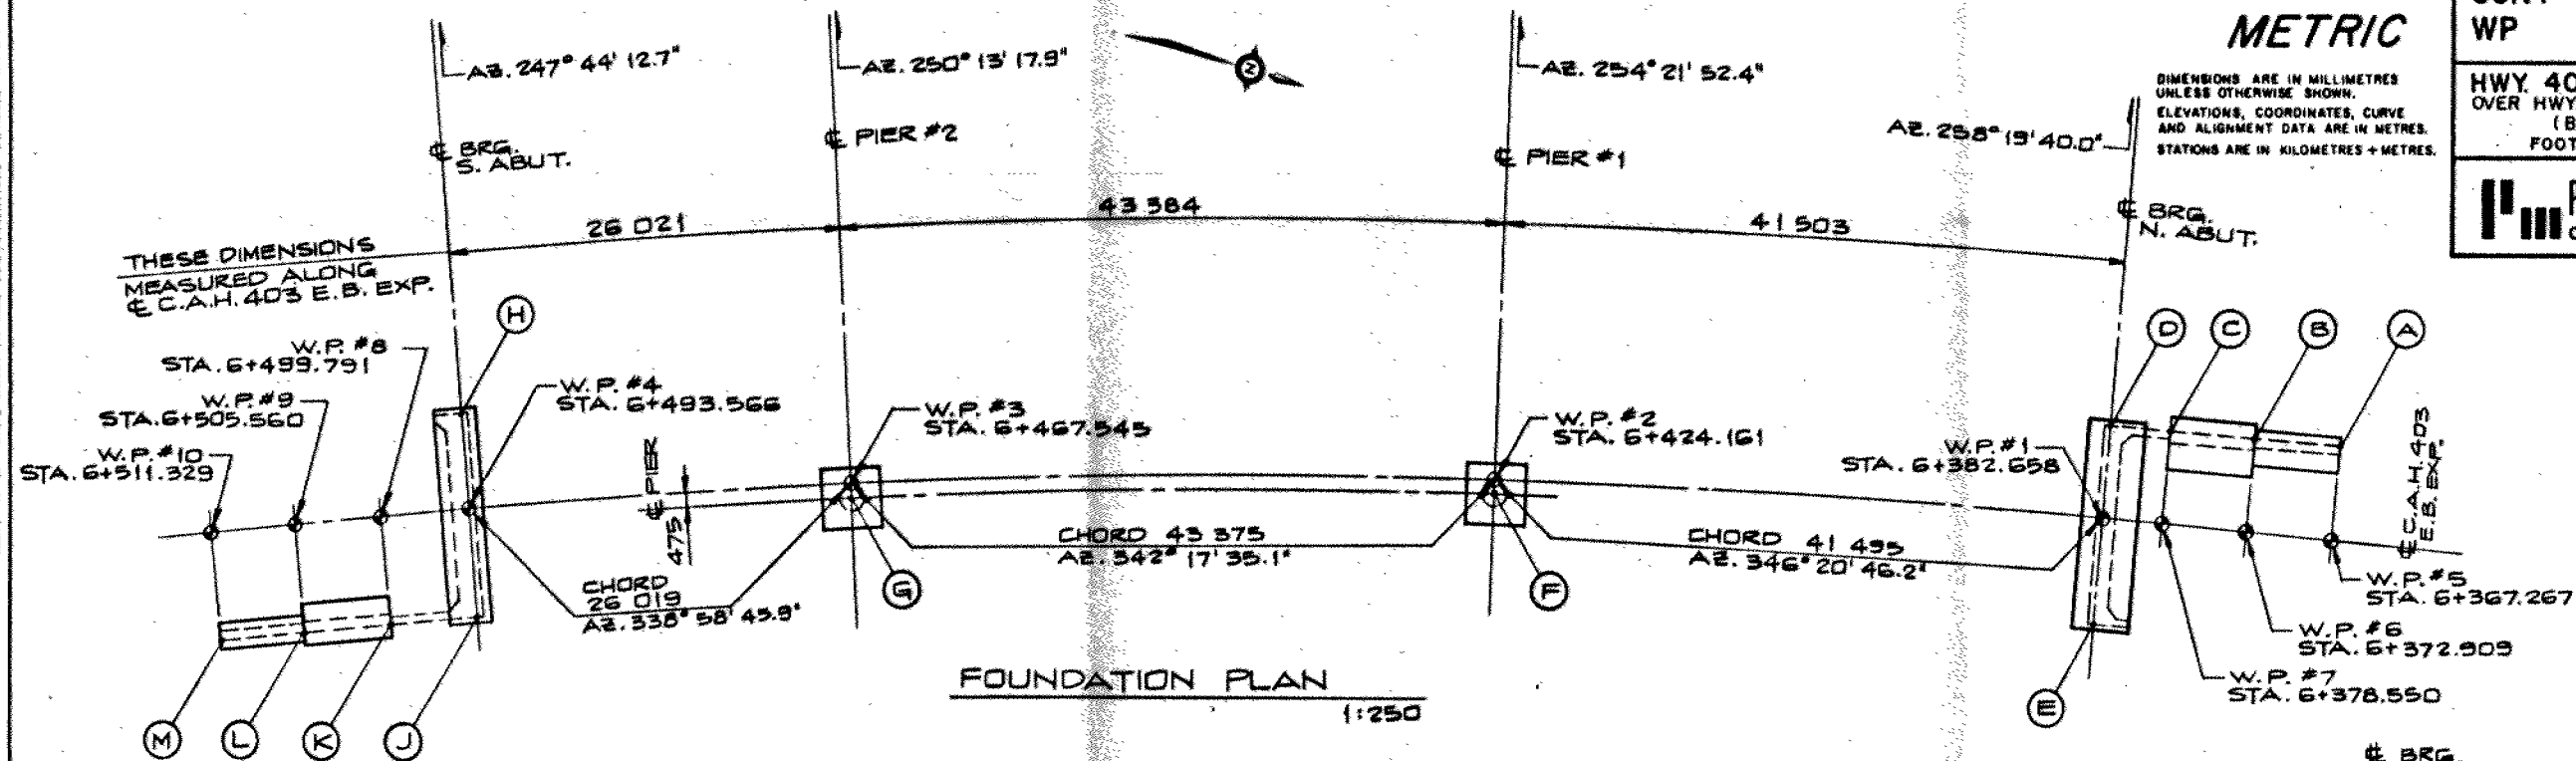 METRIC
WP
DIMENSIONS ARE IN MILLIMETRES
UNLESS OTHERWISE SHOWN.
ELEVATIONS, COORDINATES, CURVE
AND ALIGNMENT DATA ARE IN METRES.
STATIONS ARE IN KILOMETRES + METRES.
OVER HWY
AZ. 247° 44' 12.7"
AZ. 250° 13' 17.9"
AZ. 254° 21' 52.4"
AZ. 258° 19' 40.0"
℄ BRG.
S. ABUT.
℄ PIER #2
℄ PIER #1
℄ BRG.
N. ABUT.
26 021
43 384
41 503
THESE DIMENSIONS
MEASURED ALONG
℄ C.A.H. 403 E.B. EXP.
H
D
C
B
A
W.P. #8
STA. 6+499.791
W.P. #9
STA. 6+505.560
W.P. #10
STA. 6+511.329
W.P. #4
STA. 6+493.566
℄ PIER
475
W.P. #3
STA. 6+467.545
W.P. #2
STA. 6+424.161
W.P. #1
STA. 6+382.658
℄ C.A.H. 403
E.B. EXP.
CHORD
26 019
AZ. 338° 58' 45.9"
CHORD 43 375
AZ. 342° 17' 35.1"
CHORD 41 495
AZ. 346° 20' 46.2"
W.P. #5
STA. 6+367.267
W.P. #6
STA. 6+372.909
W.P. #7
STA. 6+378.550
G
F
E
M
L
K
J
FOUNDATION PLAN
1:250
℄ BRG.